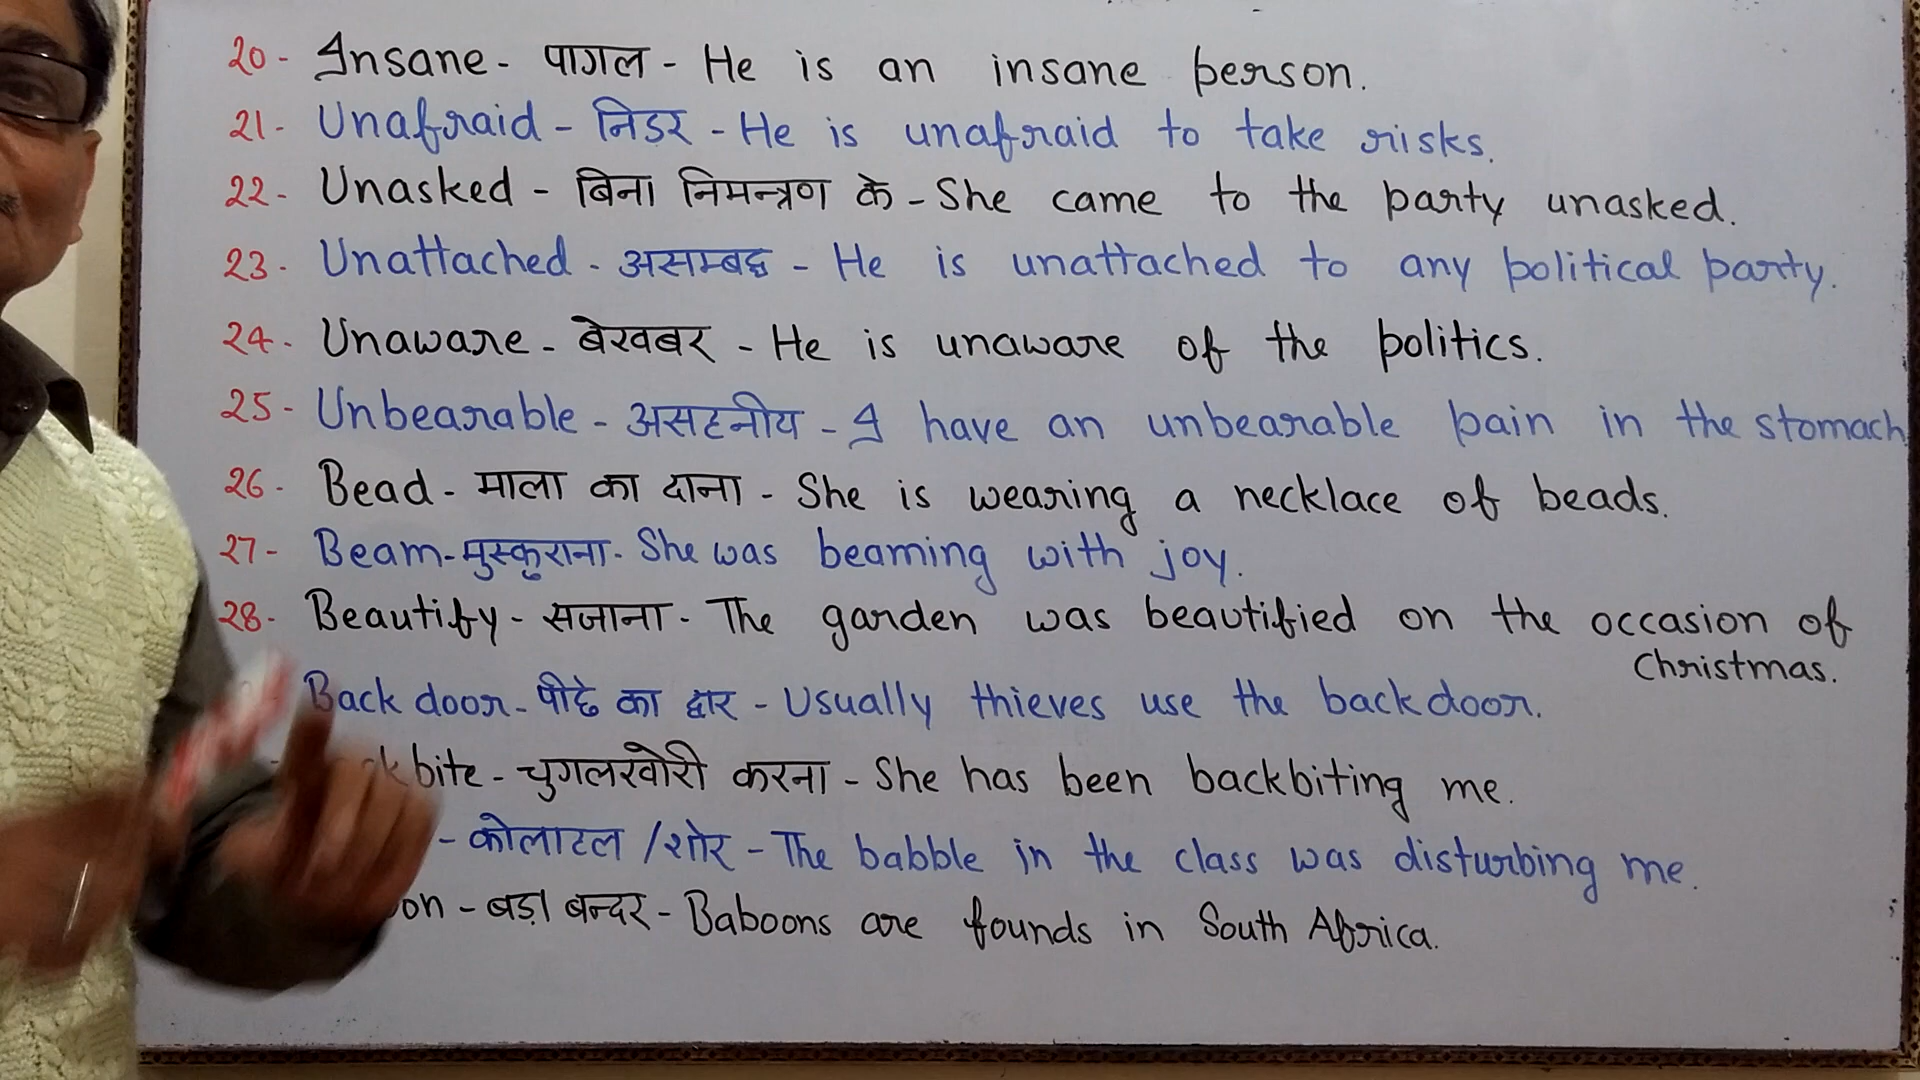 20- Insane - पागल - He is an insane person.
21- Unafraid - निडर - He is unafraid to take risks.
22- Unasked - बिना निमन्त्रण के - She came to the party unasked.
23- Unattached - असम्बद्ध - He is unattached to any political party.
24- Unaware - बेखबर - He is unaware of the politics.
25- Unbearable - असहनीय - I have an unbearable pain in the stomach
26- Bead - माला का दाना - She is wearing a necklace of beads.
27- Beam - मुस्कुराना - She was beaming with joy.
28- Beautify - सजाना - The garden was beautified on the occasion of
Christmas.
Back door - पीछे का द्वार - Usually thieves use the back door.
kbite - चुगलखोरी करना - She has been backbiting me.
- कोलाहल / शोर - The babble in the class was disturbing me.
oon - बड़ा बन्दर - Baboons are founds in South Africa.